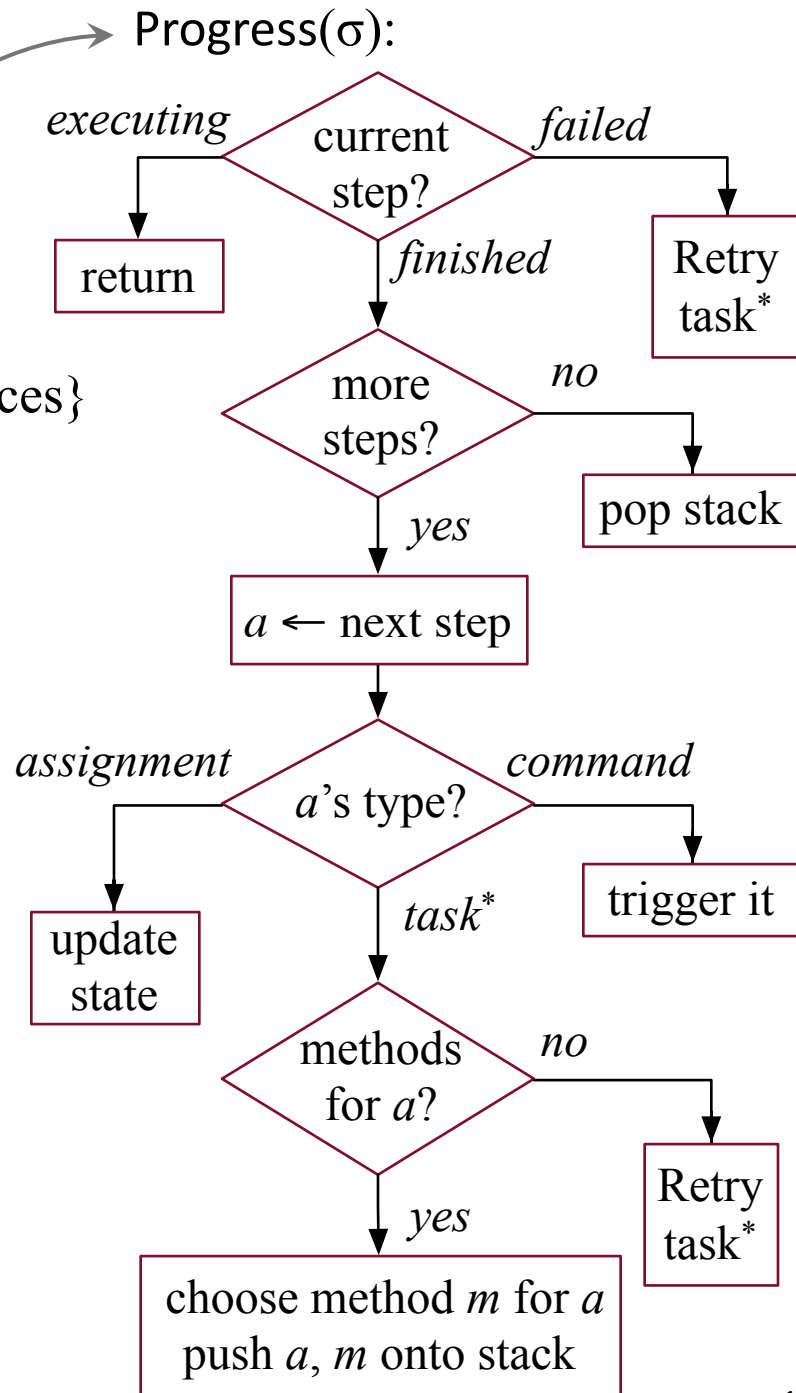 Progress(σ):
executing
current
step?
failed
return
finished
Retry
task*
ces}
more
steps?
no
pop stack
yes
a ← next step
assignment
a's type?
command
update
state
task*
trigger it
methods
for a?
no
Retry
task*
yes
choose method m for a
push a, m onto stack